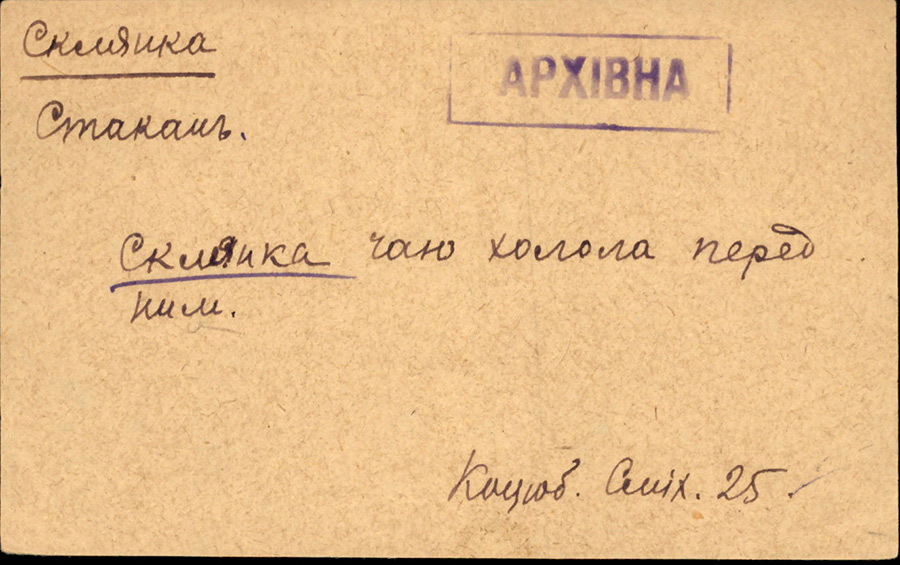 Склянка
АРХІВНА
Стаканъ.
Склянка чаю холола перед
ним.
Коцюб. Сміх. 25.